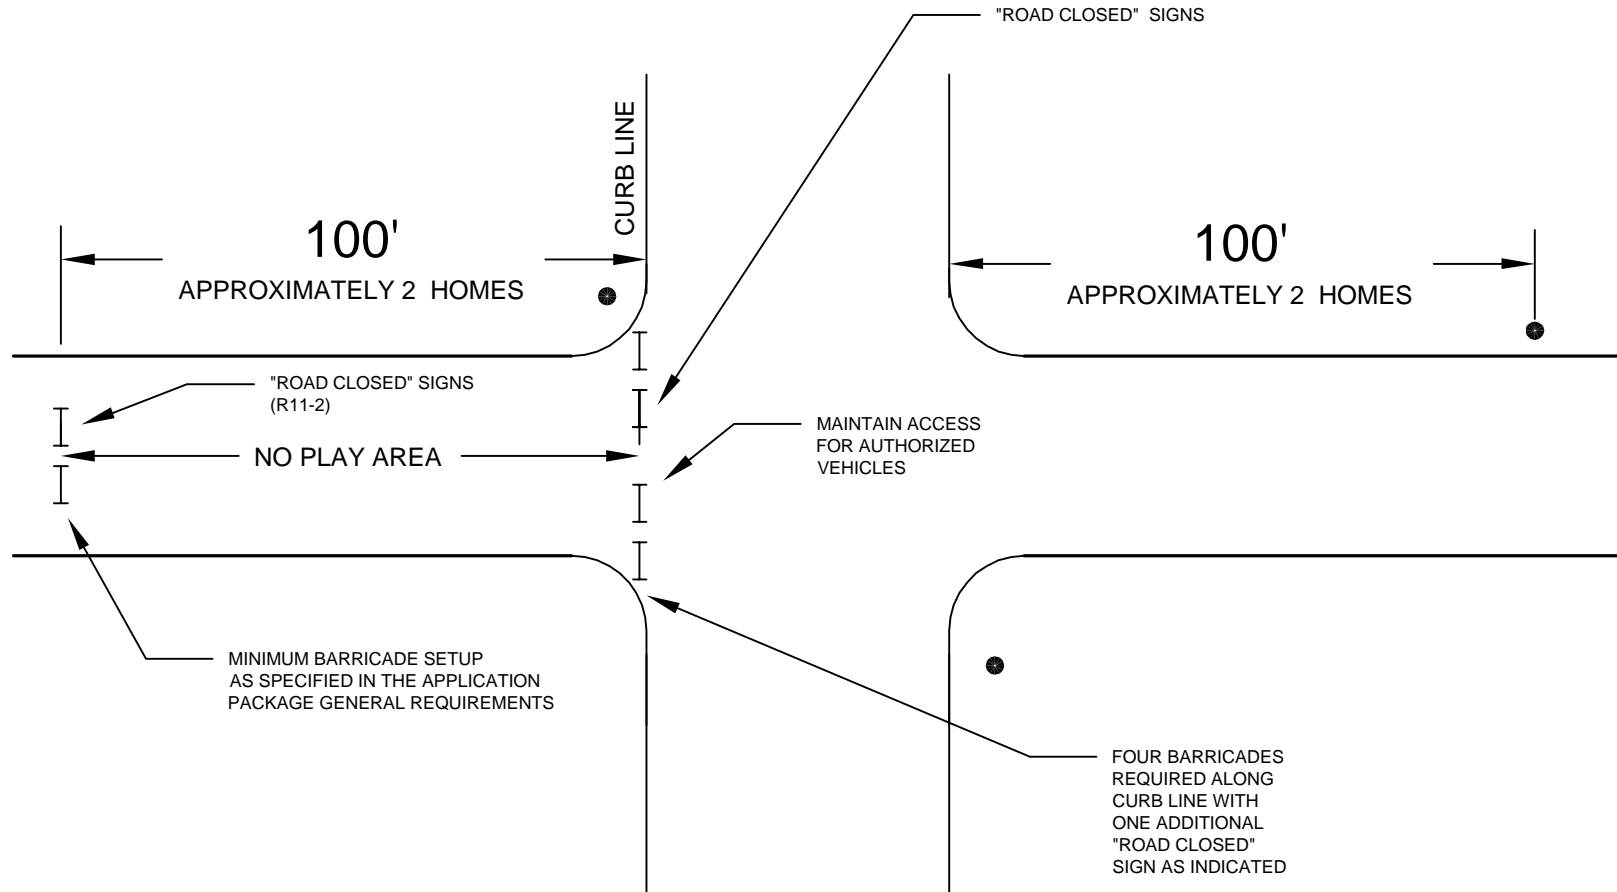 "ROAD CLOSED" SIGNS
CURB LINE
100'
APPROXIMATELY 2 HOMES
100'
APPROXIMATELY 2 HOMES
"ROAD CLOSED" SIGNS
(R11-2)
NO PLAY AREA
MAINTAIN ACCESS
FOR AUTHORIZED
VEHICLES
MINIMUM BARRICADE SETUP
AS SPECIFIED IN THE APPLICATION
PACKAGE GENERAL REQUIREMENTS
FOUR BARRICADES
REQUIRED ALONG
CURB LINE WITH
ONE ADDITIONAL
"ROAD CLOSED"
SIGN AS INDICATED